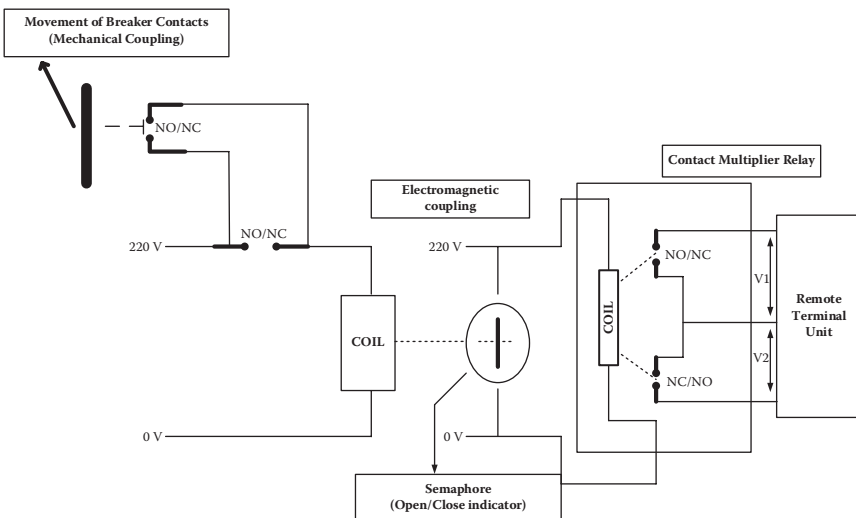 Movement of Breaker Contacts
(Mechanical Coupling)
NO/NC
Contact Multiplier Relay
Electromagnetic
coupling
NO/NC
220 V
220 V
NO/NC
V1
COIL
Remote
Terminal
Unit
COIL
V2
NC/NO
0 V
0 V
Semaphore
(Open/Close indicator)